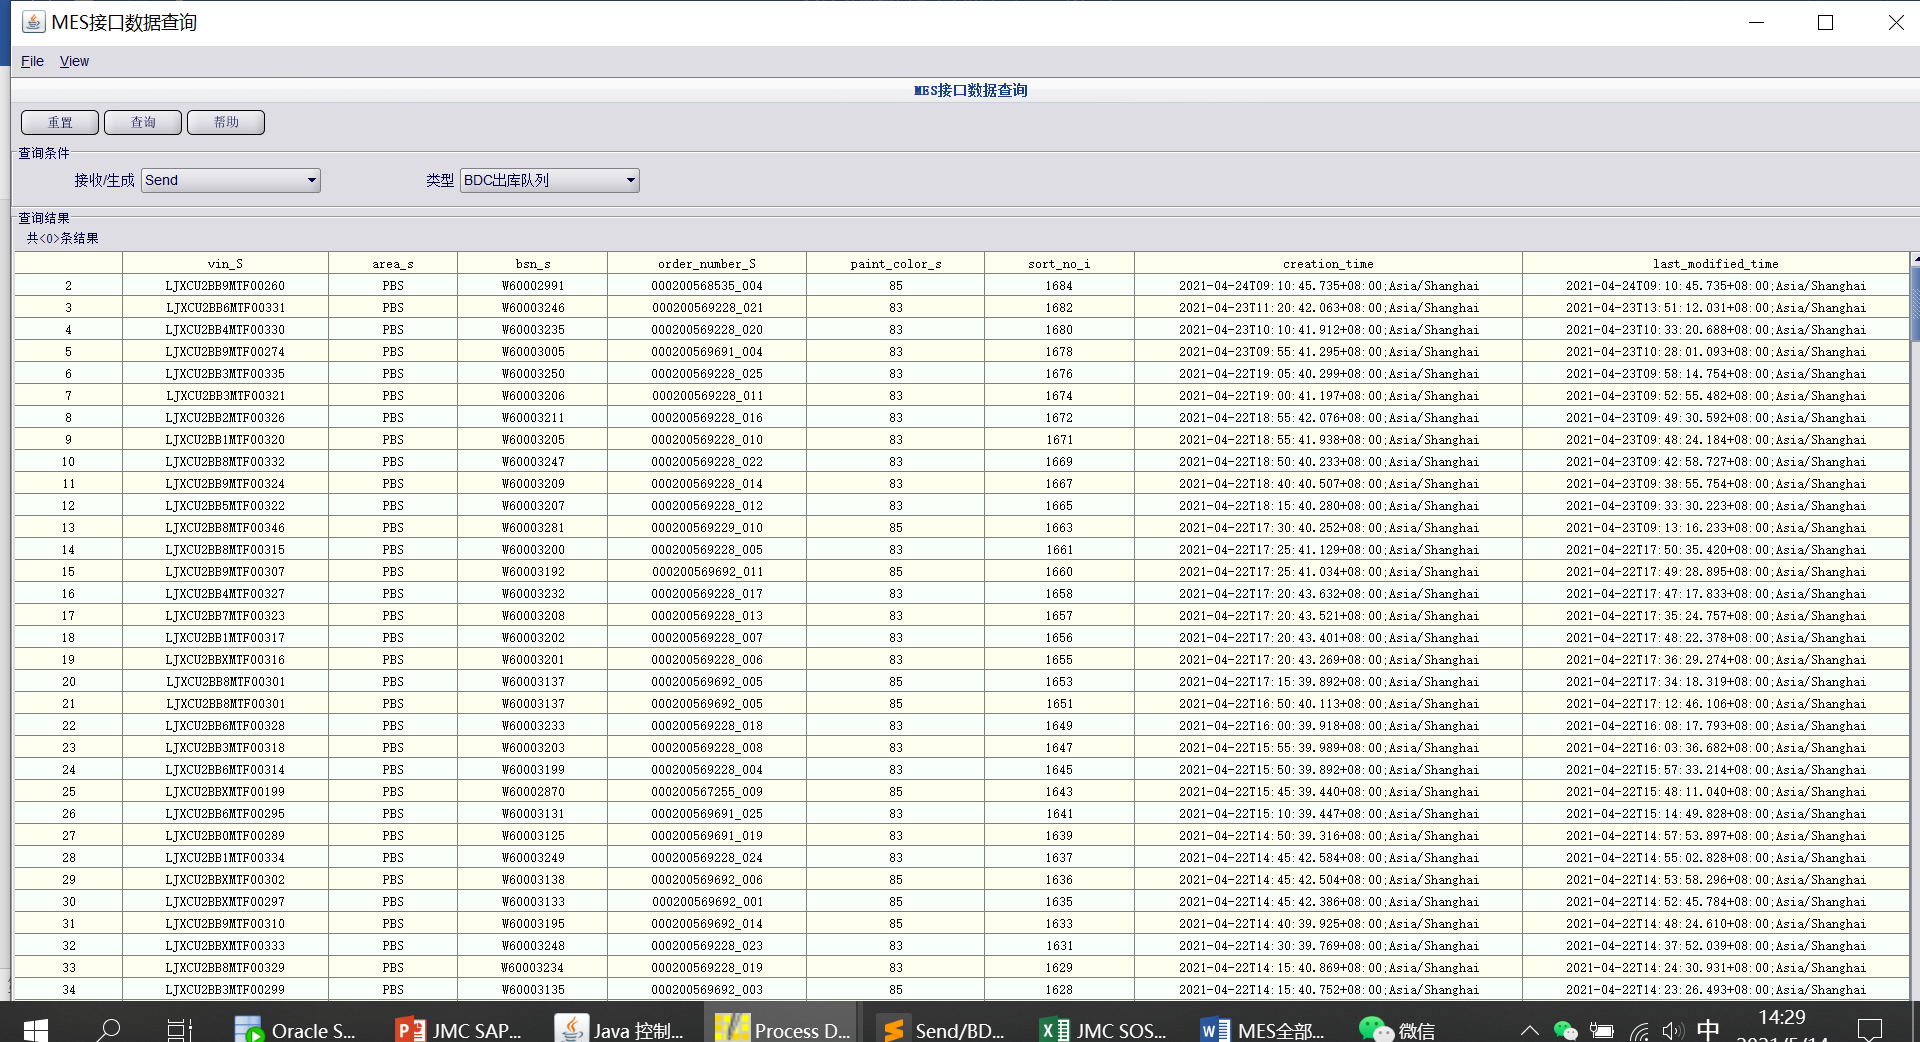 MES接口数据查询
File View
MES接口数据查询
重置 查询 帮助
查询条件
接收/生成 Send 类型 BDC出库队列
查询结果
共<0>条结果
vin_S area_s bsn_s order_number_S paint_color_s sort_no_i creation_time last_modified_time
2 LJXCU2BB9MTF00260 PBS W60002991 000200568535_004 85 1684 2021-04-24T09:10:45.735+08:00;Asia/Shanghai 2021-04-24T09:10:45.735+08:00;Asia/Shanghai
3 LJXCU2BB6MTF00331 PBS W60003246 000200569228_021 83 1682 2021-04-23T11:20:42.063+08:00;Asia/Shanghai 2021-04-23T13:51:12.031+08:00;Asia/Shanghai
4 LJXCU2BB4MTF00330 PBS W60003235 000200569228_020 83 1680 2021-04-23T10:10:41.912+08:00;Asia/Shanghai 2021-04-23T10:33:20.688+08:00;Asia/Shanghai
5 LJXCU2BB9MTF00274 PBS W60003005 000200569691_004 83 1678 2021-04-23T09:55:41.295+08:00;Asia/Shanghai 2021-04-23T10:28:01.093+08:00;Asia/Shanghai
6 LJXCU2BB3MTF00335 PBS W60003250 000200569228_025 83 1676 2021-04-22T19:05:40.299+08:00;Asia/Shanghai 2021-04-23T09:58:14.754+08:00;Asia/Shanghai
7 LJXCU2BB3MTF00321 PBS W60003206 000200569228_011 83 1674 2021-04-22T19:00:41.197+08:00;Asia/Shanghai 2021-04-23T09:52:55.482+08:00;Asia/Shanghai
8 LJXCU2BB2MTF00326 PBS W60003211 000200569228_016 83 1672 2021-04-22T18:55:42.076+08:00;Asia/Shanghai 2021-04-23T09:49:30.592+08:00;Asia/Shanghai
9 LJXCU2BB1MTF00320 PBS W60003205 000200569228_010 83 1671 2021-04-22T18:55:41.938+08:00;Asia/Shanghai 2021-04-23T09:48:24.184+08:00;Asia/Shanghai
10 LJXCU2BB8MTF00332 PBS W60003247 000200569228_022 83 1669 2021-04-22T18:50:40.233+08:00;Asia/Shanghai 2021-04-23T09:42:58.727+08:00;Asia/Shanghai
11 LJXCU2BB9MTF00324 PBS W60003209 000200569228_014 83 1667 2021-04-22T18:40:40.507+08:00;Asia/Shanghai 2021-04-23T09:38:55.754+08:00;Asia/Shanghai
12 LJXCU2BB5MTF00322 PBS W60003207 000200569228_012 83 1665 2021-04-22T18:15:40.280+08:00;Asia/Shanghai 2021-04-23T09:33:30.223+08:00;Asia/Shanghai
13 LJXCU2BB8MTF00346 PBS W60003281 000200569229_010 85 1663 2021-04-22T17:30:40.252+08:00;Asia/Shanghai 2021-04-23T09:13:16.233+08:00;Asia/Shanghai
14 LJXCU2BB8MTF00315 PBS W60003200 000200569228_005 83 1661 2021-04-22T17:25:41.129+08:00;Asia/Shanghai 2021-04-22T17:50:35.420+08:00;Asia/Shanghai
15 LJXCU2BB9MTF00307 PBS W60003192 000200569692_011 85 1660 2021-04-22T17:25:41.034+08:00;Asia/Shanghai 2021-04-22T17:49:28.895+08:00;Asia/Shanghai
16 LJXCU2BB4MTF00327 PBS W60003232 000200569228_017 83 1658 2021-04-22T17:20:43.632+08:00;Asia/Shanghai 2021-04-22T17:47:17.833+08:00;Asia/Shanghai
17 LJXCU2BB7MTF00323 PBS W60003208 000200569228_013 83 1657 2021-04-22T17:20:43.521+08:00;Asia/Shanghai 2021-04-22T17:35:24.757+08:00;Asia/Shanghai
18 LJXCU2BB1MTF00317 PBS W60003202 000200569228_007 83 1656 2021-04-22T17:20:43.401+08:00;Asia/Shanghai 2021-04-22T17:48:22.378+08:00;Asia/Shanghai
19 LJXCU2BBXMTF00316 PBS W60003201 000200569228_006 83 1655 2021-04-22T17:20:43.269+08:00;Asia/Shanghai 2021-04-22T17:36:29.274+08:00;Asia/Shanghai
20 LJXCU2BB8MTF00301 PBS W60003137 000200569692_005 85 1653 2021-04-22T17:15:39.892+08:00;Asia/Shanghai 2021-04-22T17:34:18.319+08:00;Asia/Shanghai
21 LJXCU2BB8MTF00301 PBS W60003137 000200569692_005 85 1651 2021-04-22T16:50:40.113+08:00;Asia/Shanghai 2021-04-22T17:12:46.106+08:00;Asia/Shanghai
22 LJXCU2BB6MTF00328 PBS W60003233 000200569228_018 83 1649 2021-04-22T16:00:39.918+08:00;Asia/Shanghai 2021-04-22T16:08:17.793+08:00;Asia/Shanghai
23 LJXCU2BB3MTF00318 PBS W60003203 000200569228_008 83 1647 2021-04-22T15:55:39.989+08:00;Asia/Shanghai 2021-04-22T16:03:36.682+08:00;Asia/Shanghai
24 LJXCU2BB6MTF00314 PBS W60003199 000200569228_004 83 1645 2021-04-22T15:50:39.892+08:00;Asia/Shanghai 2021-04-22T15:57:33.214+08:00;Asia/Shanghai
25 LJXCU2BBXMTF00199 PBS W60002870 000200567255_009 85 1643 2021-04-22T15:45:39.440+08:00;Asia/Shanghai 2021-04-22T15:48:11.040+08:00;Asia/Shanghai
26 LJXCU2BB6MTF00295 PBS W60003131 000200569691_025 83 1641 2021-04-22T15:10:39.447+08:00;Asia/Shanghai 2021-04-22T15:14:49.828+08:00;Asia/Shanghai
27 LJXCU2BB0MTF00289 PBS W60003125 000200569691_019 83 1639 2021-04-22T14:50:39.316+08:00;Asia/Shanghai 2021-04-22T14:57:53.897+08:00;Asia/Shanghai
28 LJXCU2BB1MTF00334 PBS W60003249 000200569228_024 83 1637 2021-04-22T14:45:42.584+08:00;Asia/Shanghai 2021-04-22T14:55:02.828+08:00;Asia/Shanghai
29 LJXCU2BBXMTF00302 PBS W60003138 000200569692_006 85 1636 2021-04-22T14:45:42.504+08:00;Asia/Shanghai 2021-04-22T14:53:58.296+08:00;Asia/Shanghai
30 LJXCU2BBXMTF00297 PBS W60003133 000200569692_001 85 1635 2021-04-22T14:45:42.386+08:00;Asia/Shanghai 2021-04-22T14:52:45.784+08:00;Asia/Shanghai
31 LJXCU2BB9MTF00310 PBS W60003195 000200569692_014 85 1633 2021-04-22T14:40:39.925+08:00;Asia/Shanghai 2021-04-22T14:48:24.610+08:00;Asia/Shanghai
32 LJXCU2BBXMTF00333 PBS W60003248 000200569228_023 83 1631 2021-04-22T14:30:39.769+08:00;Asia/Shanghai 2021-04-22T14:37:52.039+08:00;Asia/Shanghai
33 LJXCU2BB8MTF00329 PBS W60003234 000200569228_019 83 1629 2021-04-22T14:15:40.869+08:00;Asia/Shanghai 2021-04-22T14:24:30.931+08:00;Asia/Shanghai
34 LJXCU2BB3MTF00299 PBS W60003135 000200569692_003 85 1628 2021-04-22T14:15:40.752+08:00;Asia/Shanghai 2021-04-22T14:23:26.493+08:00;Asia/Shanghai
Oracle S... JMC SAP... Java 控制... Process D... Send/BD... JMC SOS... MES全部... 微信 中 14:29